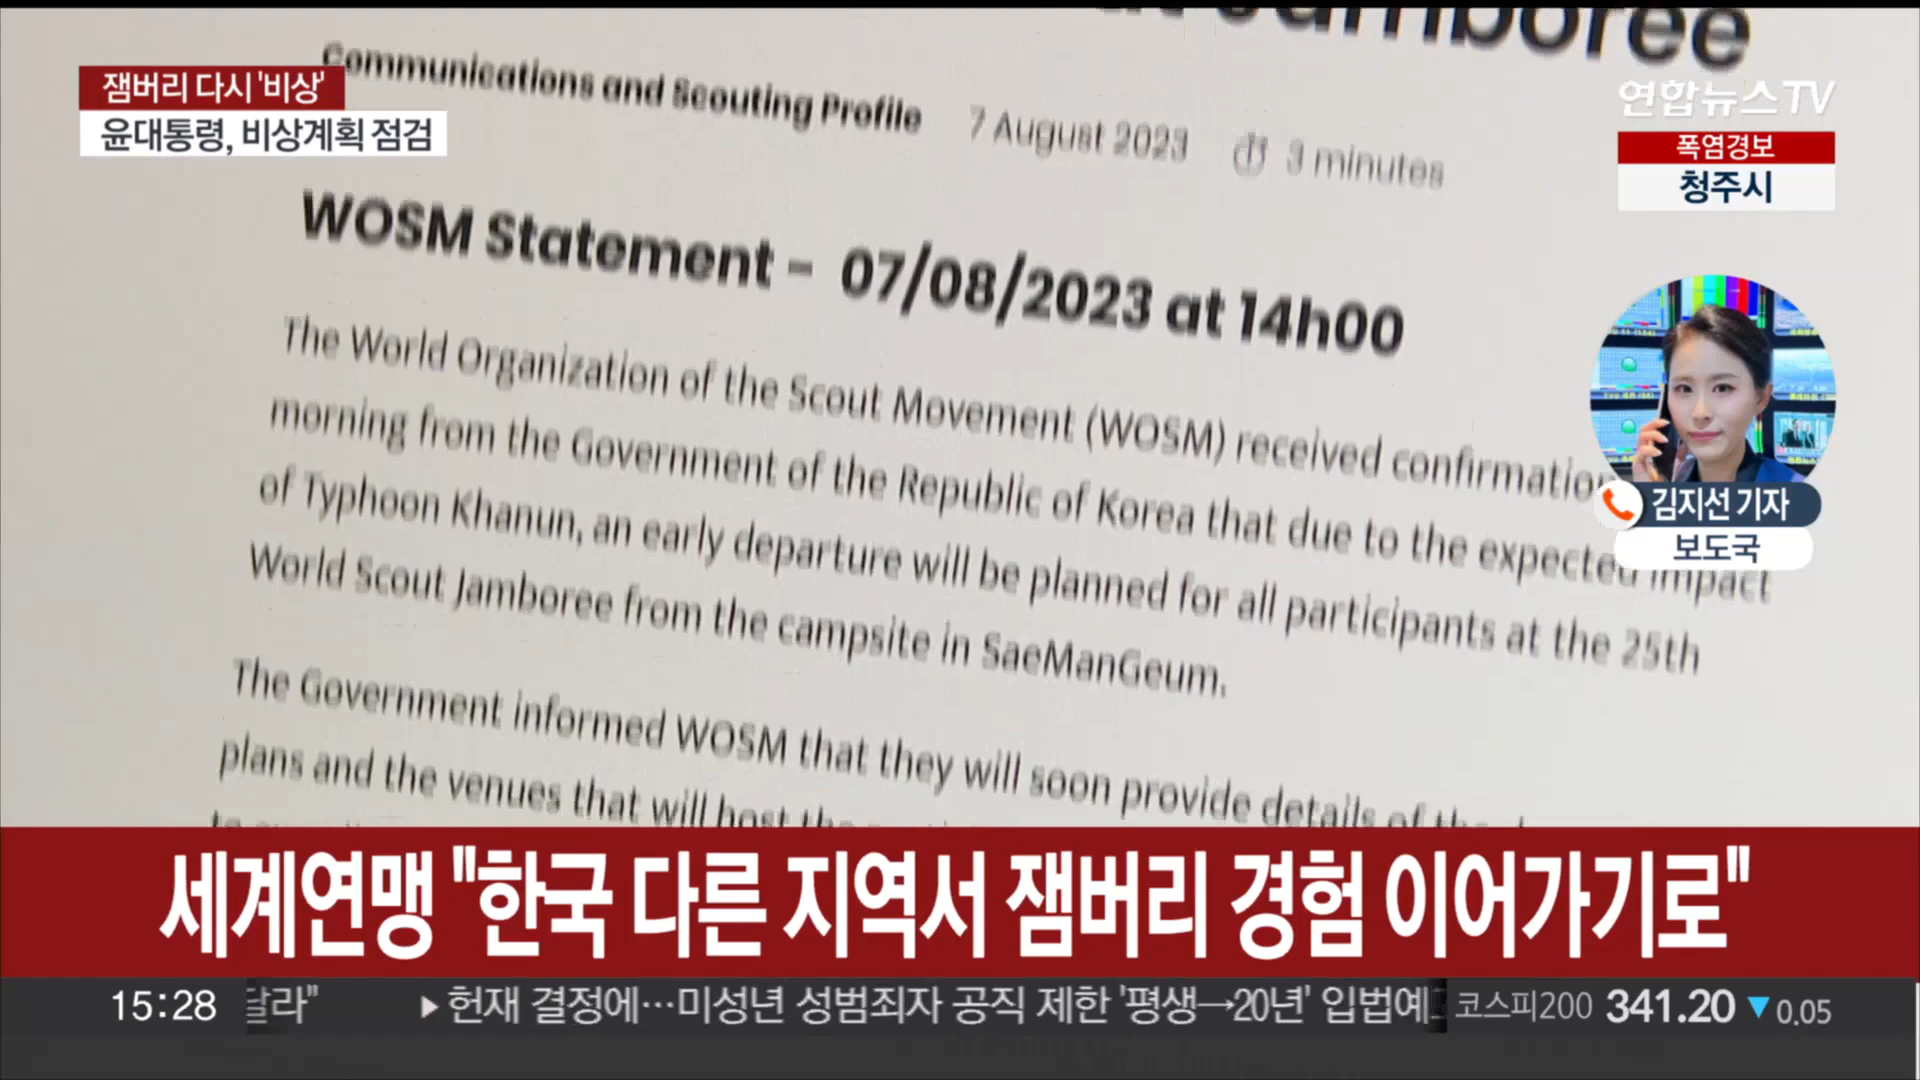 Jamboree
Communications and Scouting Profile 7 August 2023 3 minutes
잼버리 다시 '비상'
윤대통령, 비상계획 점검
연합뉴스TV
폭염경보
청주시
WOSM Statement - 07/08/2023 at 14h00
The World Organization of the Scout Movement (WOSM) received confirmation
morning from the Government of the Republic of Korea that due to the expected impact
of Typhoon Khanun, an early departure will be planned for all participants at the 25th
World Scout Jamboree from the campsite in SaeManGeum.
The Government informed WOSM that they will soon provide details of the
plans and the venues that will host the
김지선 기자
보도국
세계연맹 "한국 다른 지역서 잼버리 경험 이어가기로"
15:28 달라" ▶헌재 결정에…미성년 성범죄자 공직 제한 '평생→20년' 입법예 코스피200 341.20 ▼0.05